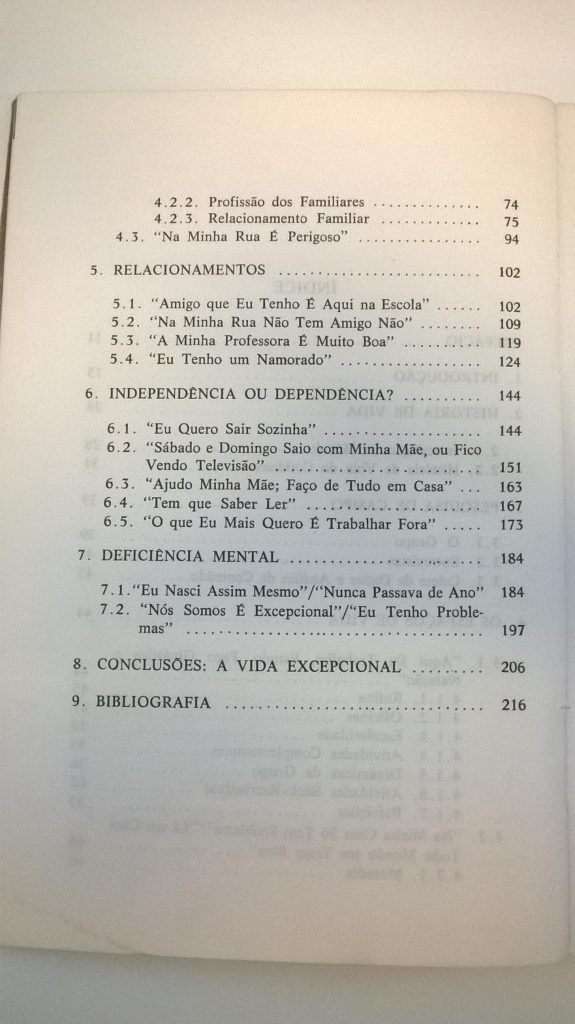 4.2.2. Profissão dos Familiares .............. 74
4.2.3. Relacionamento Familiar ............ 75
4.3. “Na Minha Rua É Perigoso” ................ 94
5. RELACIONAMENTOS ......................... 102
5.1. “Amigo que Eu Tenho É Aqui na Escola” ...... 102
5.2. “Na Minha Rua Não Tem Amigo Não” ........ 109
5.3. “A Minha Professora É Muito Boa” ........... 119
5.4. “Eu Tenho um Namorado” .................. 124
6. INDEPENDÊNCIA OU DEPENDÊNCIA? .......... 144
6.1. “Eu Quero Sair Sozinha” .................... 144
6.2. “Sábado e Domingo Saio com Minha Mãe, ou Fico
Vendo Televisão” .......................... 151
6.3. “Ajudo Minha Mãe; Faço de Tudo em Casa” ... 163
6.4. “Tem que Saber Ler” ....................... 167
6.5. “O que Eu Mais Quero É Trabalhar Fora” ..... 173
7. DEFICIÊNCIA MENTAL ........................ 184
7.1.“Eu Nasci Assim Mesmo”/“Nunca Passava de Ano” 184
7.2. “Nós Somos É Excepcional”/“Eu Tenho Proble-
mas” ..................................... 197
8. CONCLUSÕES: A VIDA EXCEPCIONAL ......... 206
9. BIBLIOGRAFIA ................................ 216